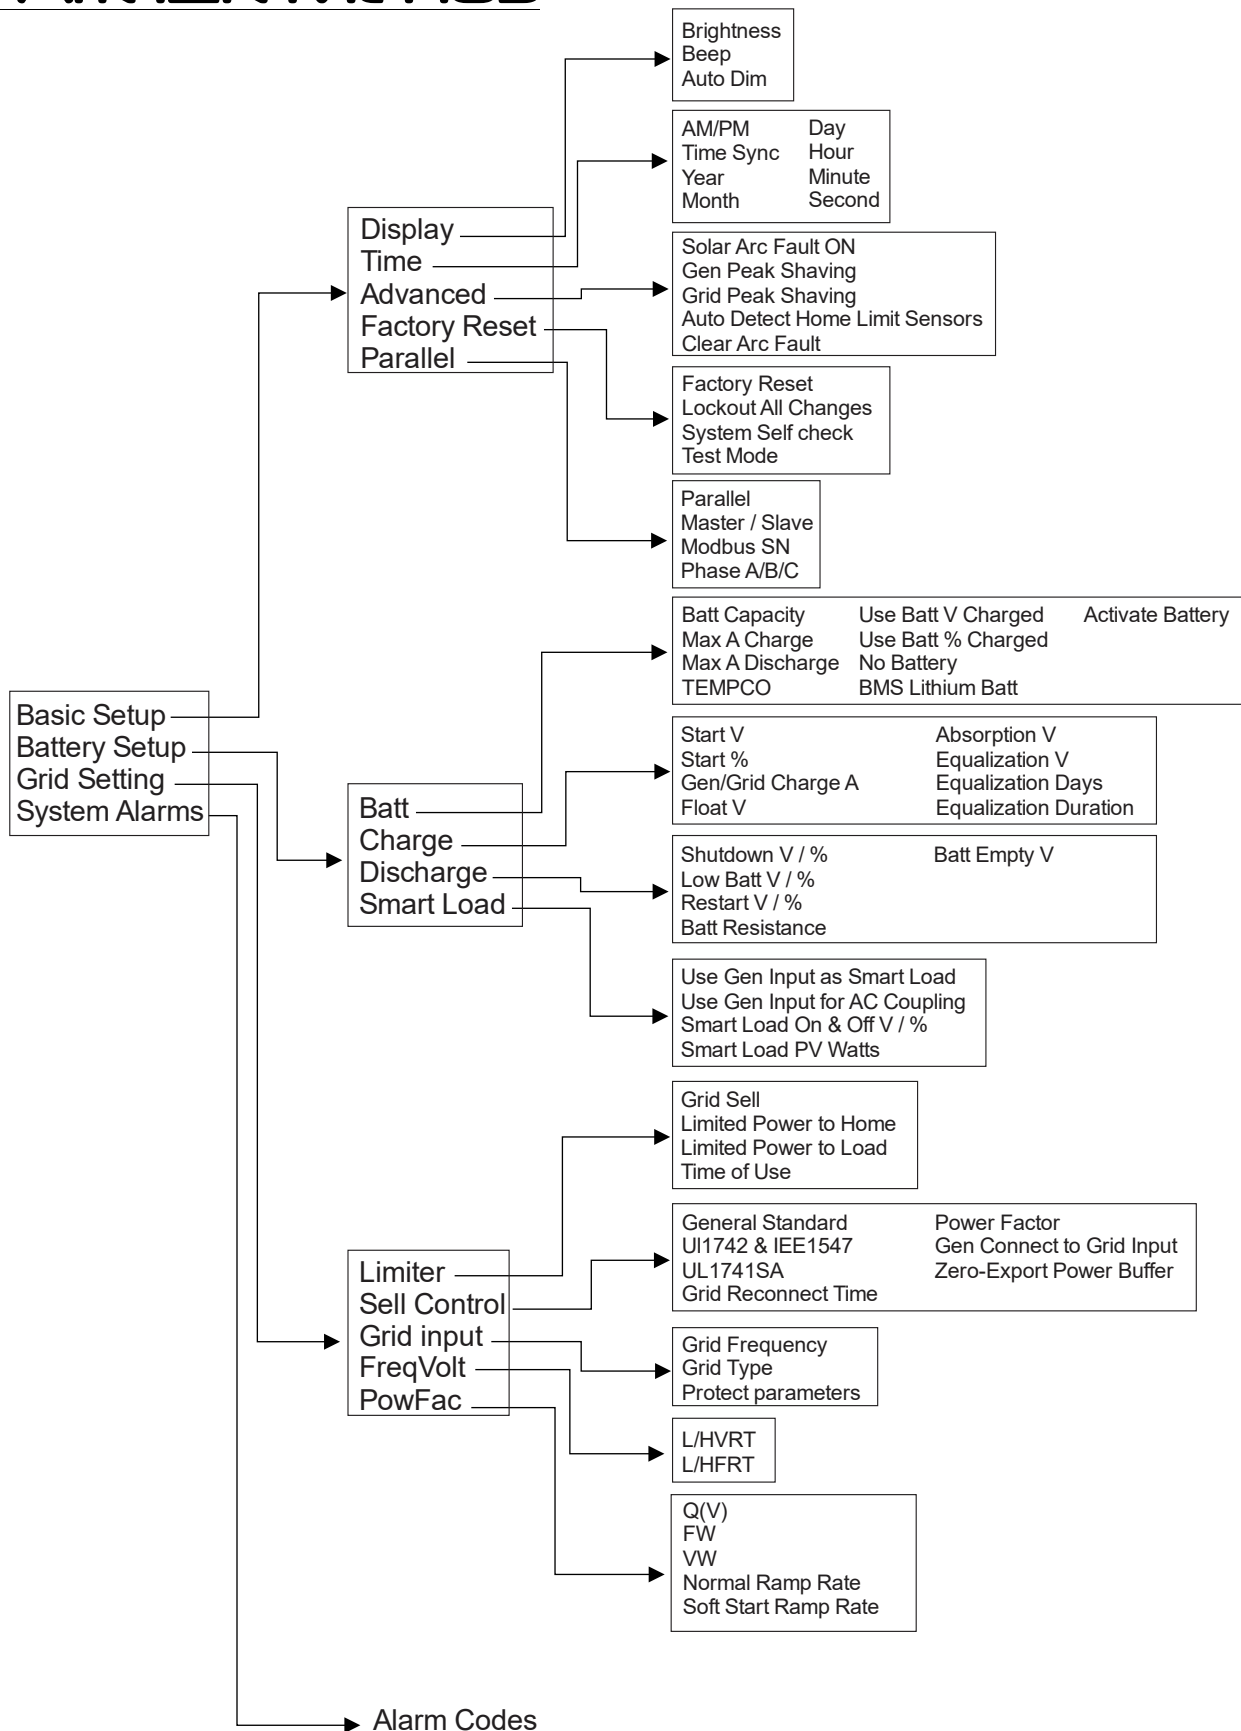 Brightness
Beep
Auto Dim
AM/PM Day
Time Sync Hour
Year Minute
Month Second
Display
Time
Advanced
Factory Reset
Parallel
Solar Arc Fault ON
Gen Peak Shaving
Grid Peak Shaving
Auto Detect Home Limit Sensors
Clear Arc Fault
Factory Reset
Lockout All Changes
System Self check
Test Mode
Parallel
Master / Slave
Modbus SN
Phase A/B/C
Basic Setup
Battery Setup
Grid Setting
System Alarms
Batt Capacity Use Batt V Charged Activate Battery
Max A Charge Use Batt % Charged
Max A Discharge No Battery
TEMPCO BMS Lithium Batt
Batt
Charge
Discharge
Smart Load
Start V Absorption V
Start % Equalization V
Gen/Grid Charge A Equalization Days
Float V Equalization Duration
Shutdown V / % Batt Empty V
Low Batt V / %
Restart V / %
Batt Resistance
Use Gen Input as Smart Load
Use Gen Input for AC Coupling
Smart Load On & Off V / %
Smart Load PV Watts
Grid Sell
Limited Power to Home
Limited Power to Load
Time of Use
Limiter
Sell Control
Grid input
FreqVolt
PowFac
General Standard Power Factor
Ul1742 & IEE1547 Gen Connect to Grid Input
UL1741SA Zero-Export Power Buffer
Grid Reconnect Time
Grid Frequency
Grid Type
Protect parameters
L/HVRT
L/HFRT
Q(V)
FW
VW
Normal Ramp Rate
Soft Start Ramp Rate
Alarm Codes